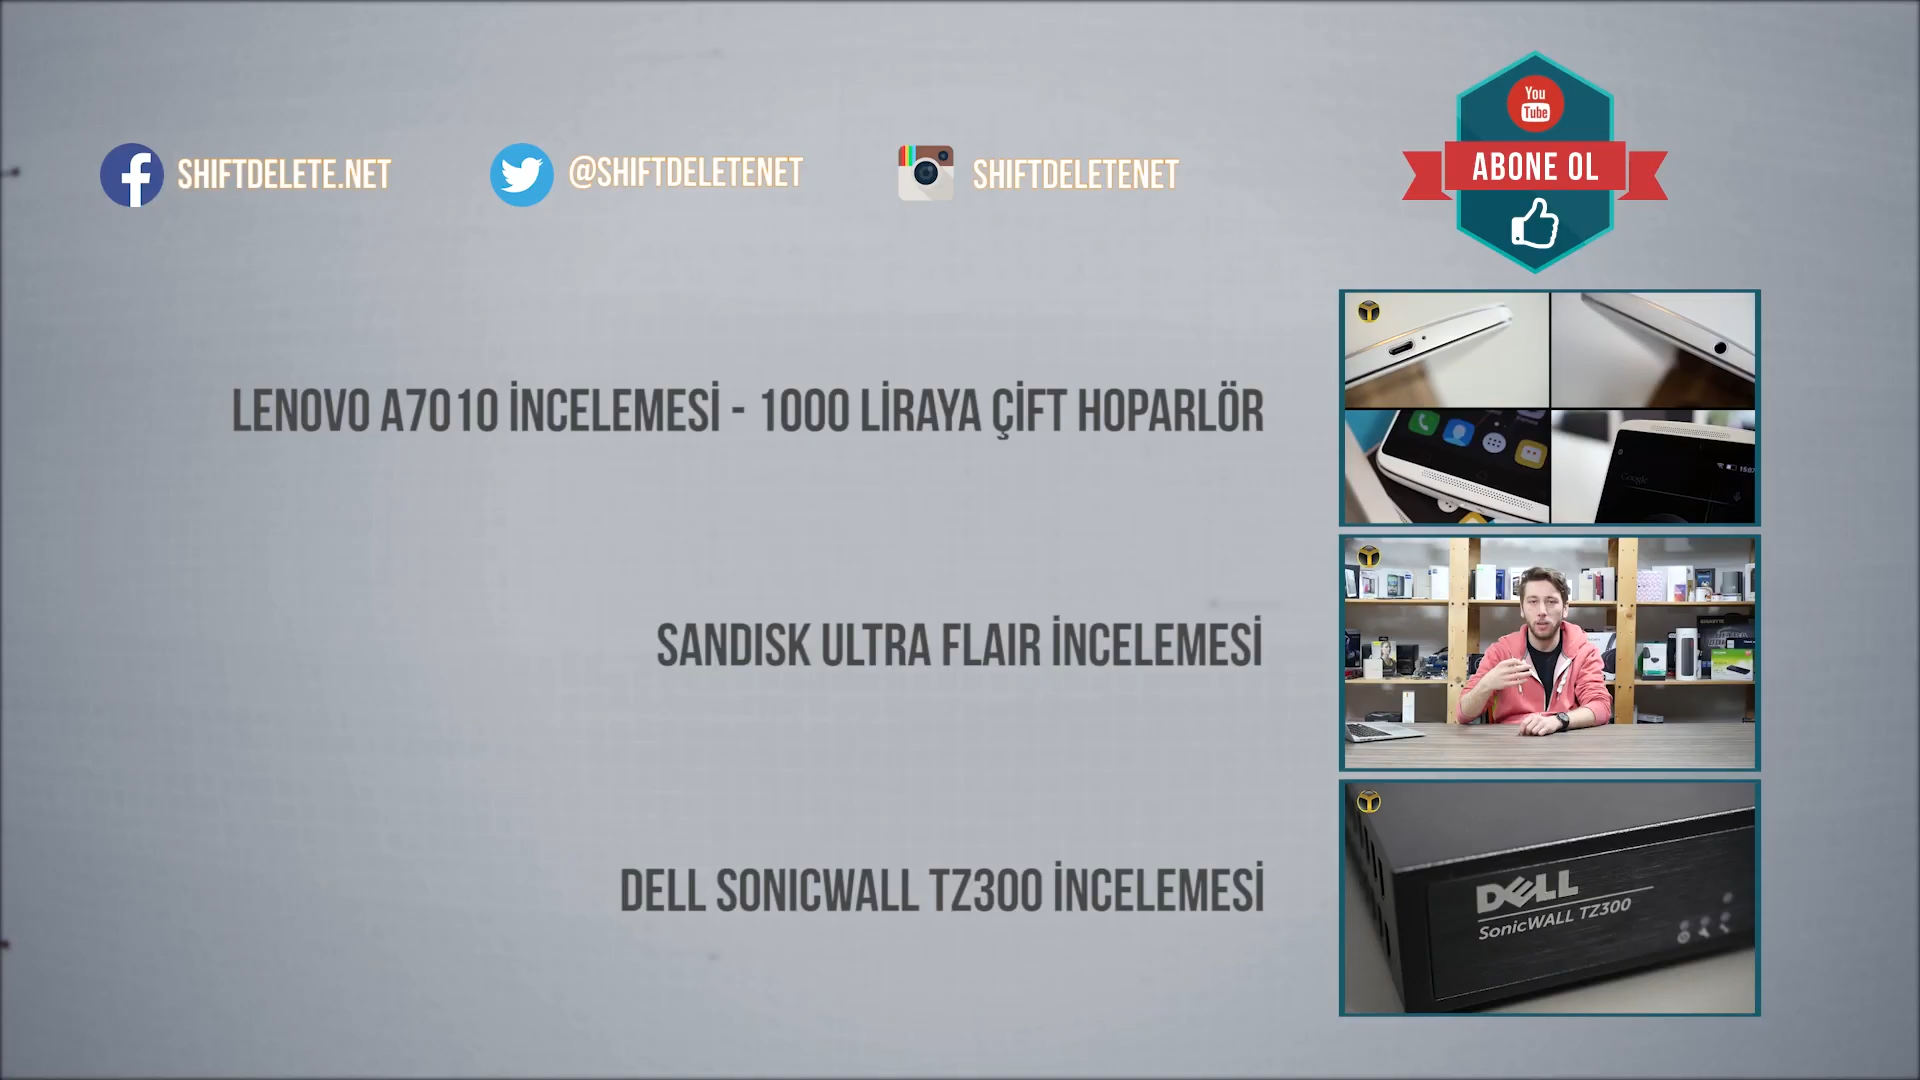 You
Tube
SHIFTDELETE.NET
@SHIFTDELETENET
SHIFTDELETENET
ABONE OL
LENOVO A7010 İNCELEMESİ - 1000 LİRAYA ÇİFT HOPARLÖR
Google
SANDISK ULTRA FLAIR İNCELEMESİ
DELL SONICWALL TZ300 İNCELEMESİ
DELL
SonicWALL TZ300